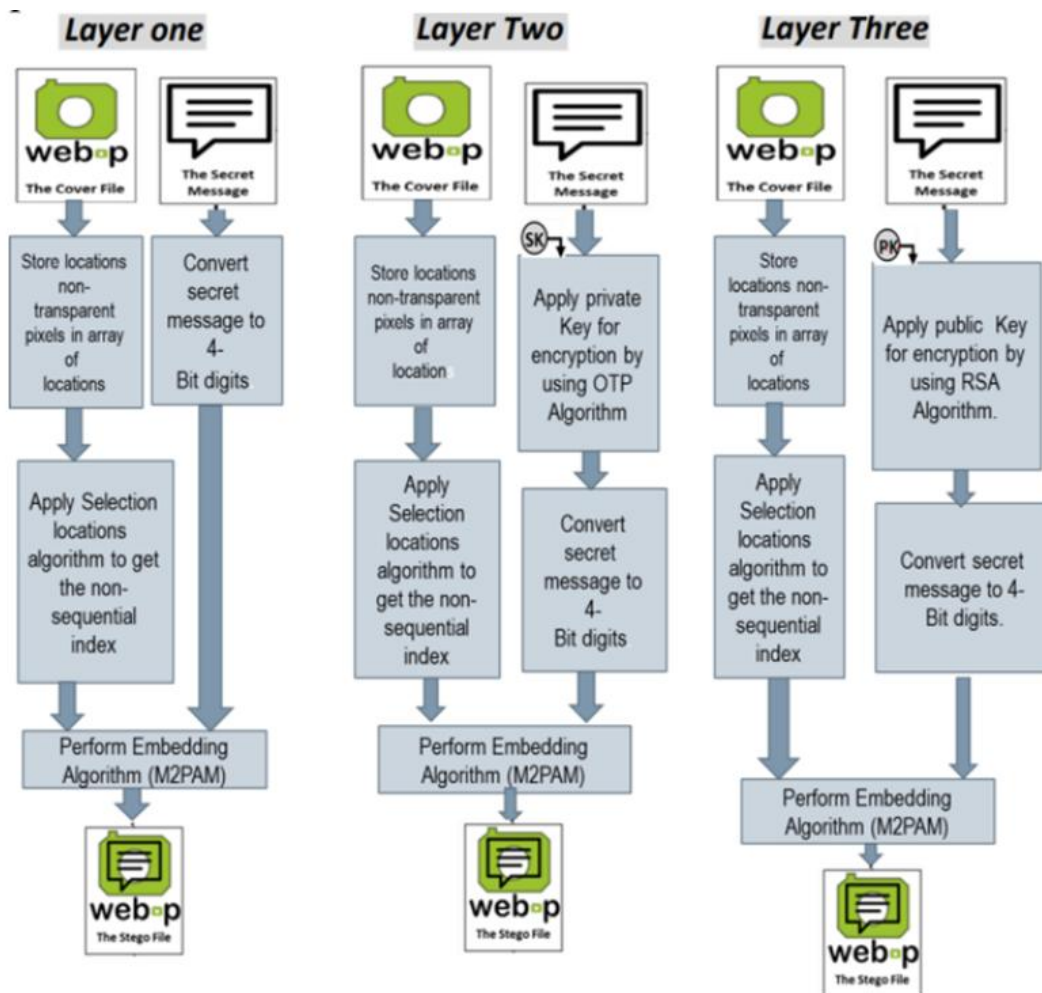 Layer one
webp
The Cover File
The Secret
Message
Store locations
non-
transparent
pixels in array
of
locations
Convert
secret
message to
4-
Bit digits
Apply Selection
locations
algorithm to get
the non-
sequential
index
Perform Embedding
Algorithm (M2PAM)
webp
The Stego File
Layer Two
webp
The Cover File
The Secret
Message
SK
Store locations
non-transparent
pixels in array
of
locations
Apply private
Key for
encryption by
using OTP
Algorithm
Apply
Selection
locations
algorithm to
get the non-
sequential
index
Convert
secret
message to
4-
Bit digits
Perform Embedding
Algorithm (M2PAM)
webp
The Stego File
Layer Three
webp
The Cover File
The Secret
Message
PK
Store
locations non-
transparent
pixels in array
of
locations
Apply public Key
for encryption by
using RSA
Algorithm.
Apply
Selection
locations
algorithm to
get the non-
sequential
index
Convert secret
message to 4-
Bit digits.
Perform Embedding
Algorithm (M2PAM)
webp
The Stego File